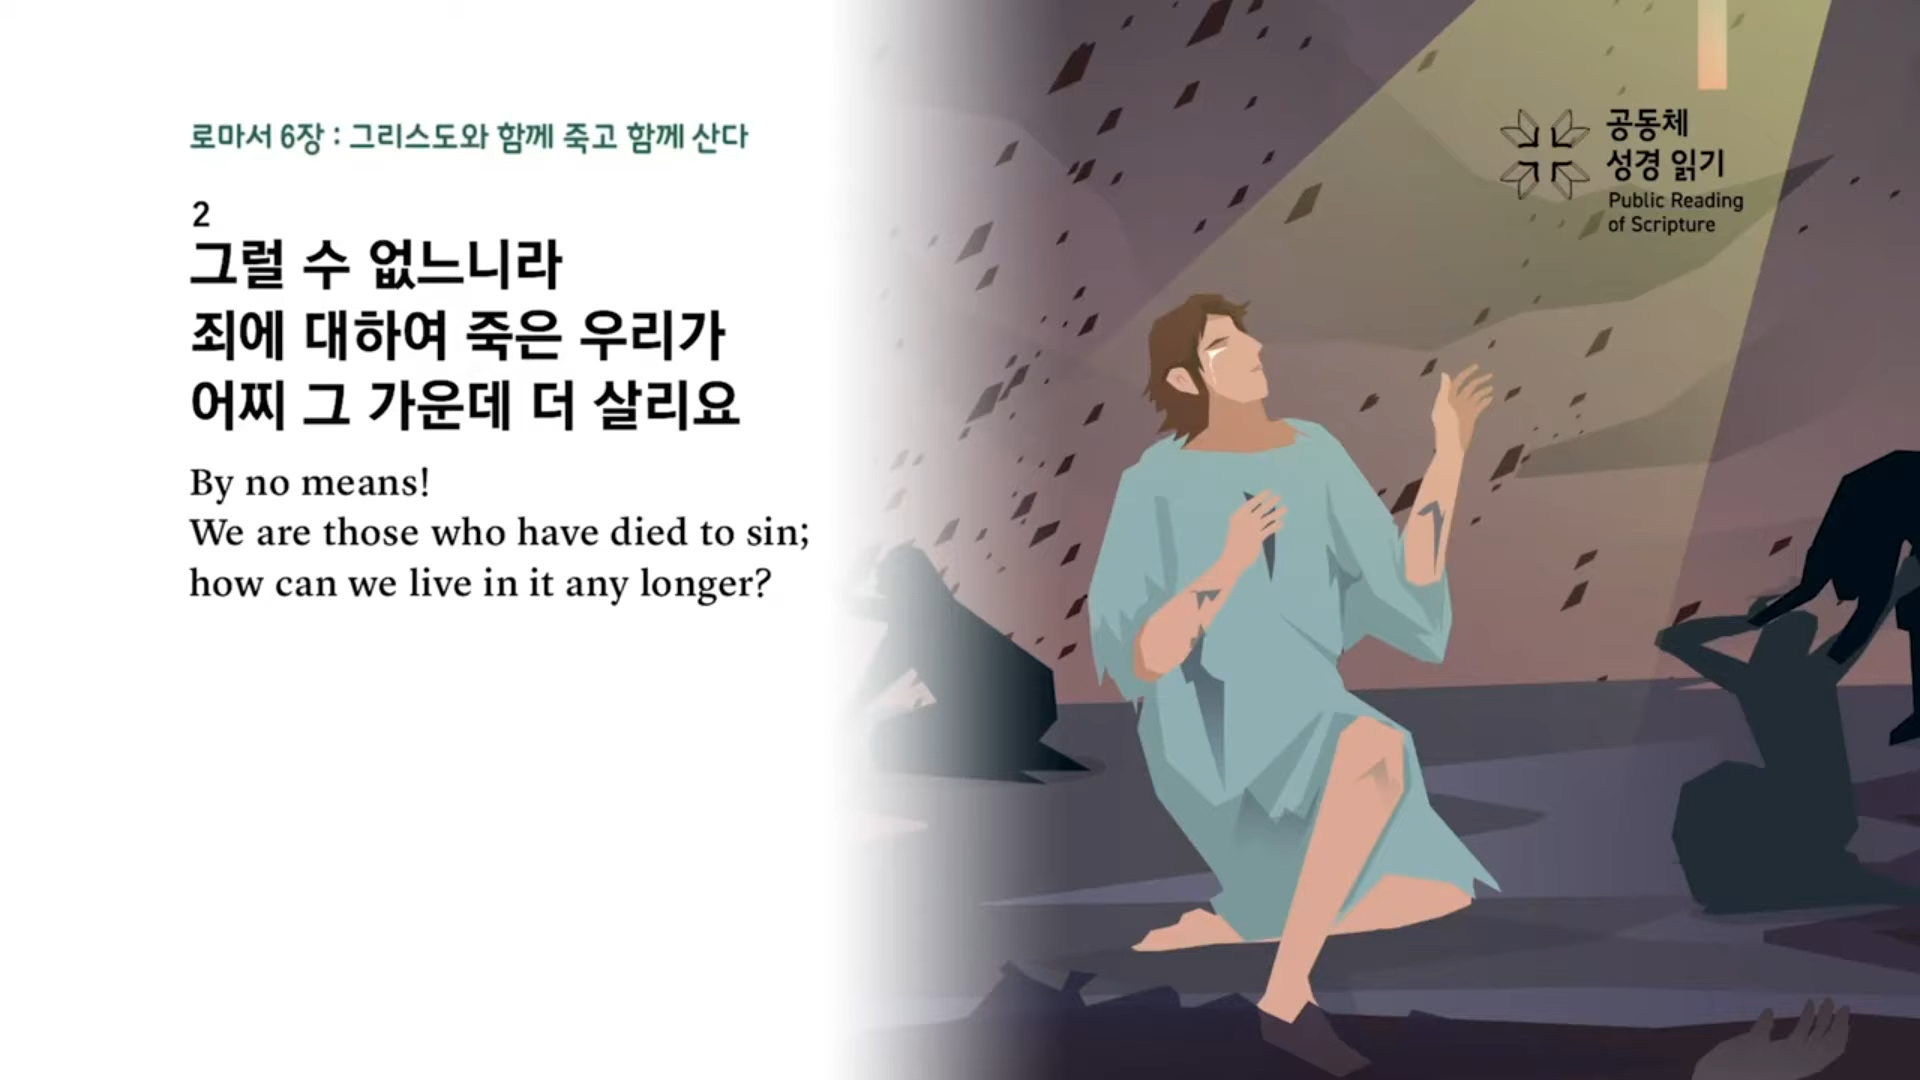 로마서 6장 : 그리스도와 함께 죽고 함께 산다
2
그럴 수 없느니라
죄에 대하여 죽은 우리가
어찌 그 가운데 더 살리요
By no means!
We are those who have died to sin;
how can we live in it any longer?
공동체
성경 읽기
Public Reading
of Scripture